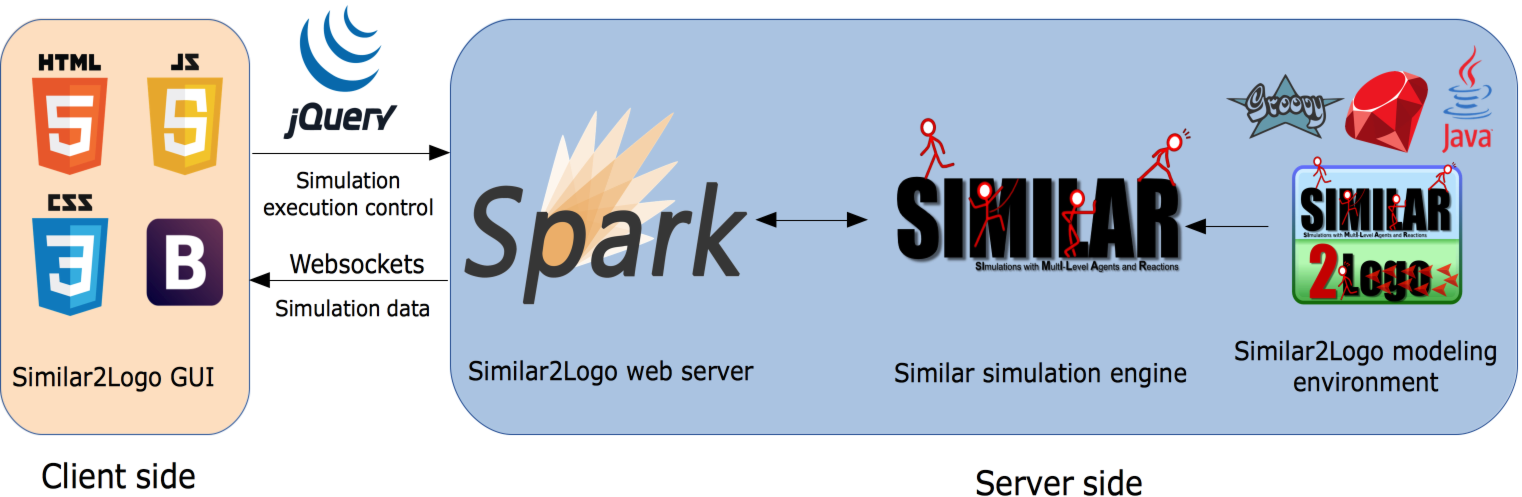 HTML
5
JS
5
CSS
3
B
Similar2Logo GUI
Client side
jQuery
Simulation
execution control
Websockets
Simulation data
Spark
Similar2Logo web server
SIMILAR
SImulations with MultI-Level Agents and Reactions
Similar simulation engine
Groovy
Java
SIMILAR
SImulations with MultI-Level Agents and Reactions
2Logo
Similar2Logo modeling
environment
Server side